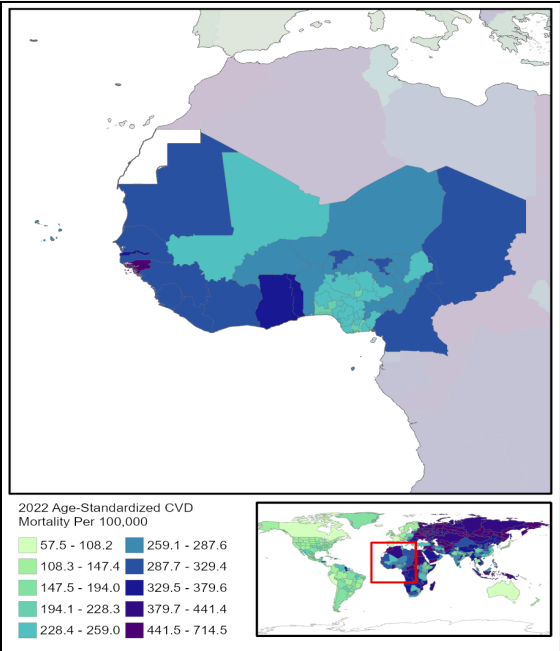 2022 Age-Standardized CVD
Mortality Per 100,000
57.5 - 108.2
108.3 - 147.4
147.5 - 194.0
194.1 - 228.3
228.4 - 259.0
259.1 - 287.6
287.7 - 329.4
329.5 - 379.6
379.7 - 441.4
441.5 - 714.5